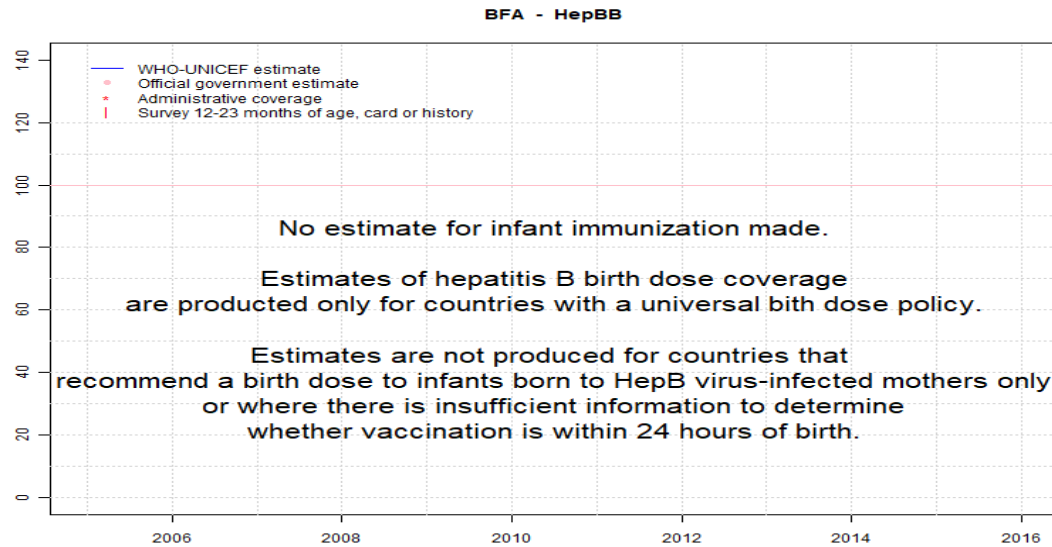 BFA - HepBB
WHO-UNICEF estimate
Official government estimate
Administrative coverage
Survey 12-23 months of age, card or history
140
120
100
80
60
40
20
0
No estimate for infant immunization made.
Estimates of hepatitis B birth dose coverage
are producted only for countries with a universal bith dose policy.
Estimates are not produced for countries that
recommend a birth dose to infants born to HepB virus-infected mothers only
or where there is insufficient information to determine
whether vaccination is within 24 hours of birth.
2006 2008 2010 2012 2014 2016